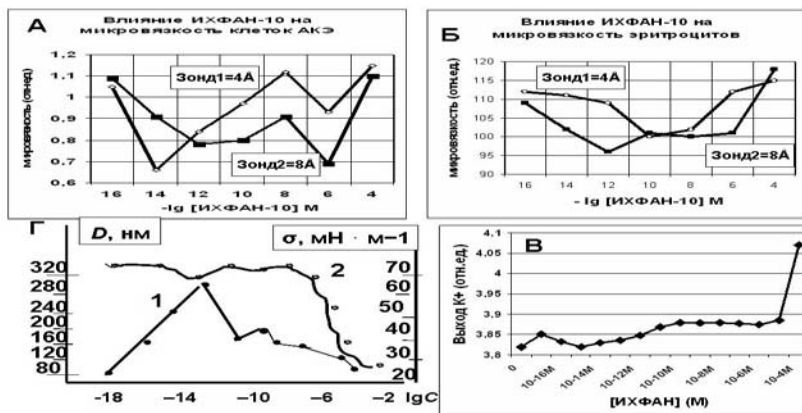 А
Влияние ИХФАН-10 на
микровязкость клеток АКЭ
Зонд1=4Å
Зонд2=8Å
мировязкость (отн.ед)
1,2
1,1
1
0,9
0,8
0,7
0,6
16 14 12 10 8 6 4
-lg [ИХФАН-10] М
Б
Влияние ИХФАН-10 на
микровязкость эритроцитов
Зонд1=4Å
Зонд2=8Å
микровязкость (отн.ед.)
115
110
105
100
95
90
16 14 12 10 8 6 4
- lg [ИХФАН-10] М
Г
D, нм
σ, мН · м−1
320
280
240
200
160
120
80
1
2
70
60
50
40
30
20
−18 −14 −10 −6 −2 lgC
В
Выход К+ (отн.ед.)
4,1
4,05
4
3,95
3,9
3,85
3,8
0 10-16М 10-14М 10-12М 10-10М 10-8М 10-6М 10-4М
[ИХФАН] (М)